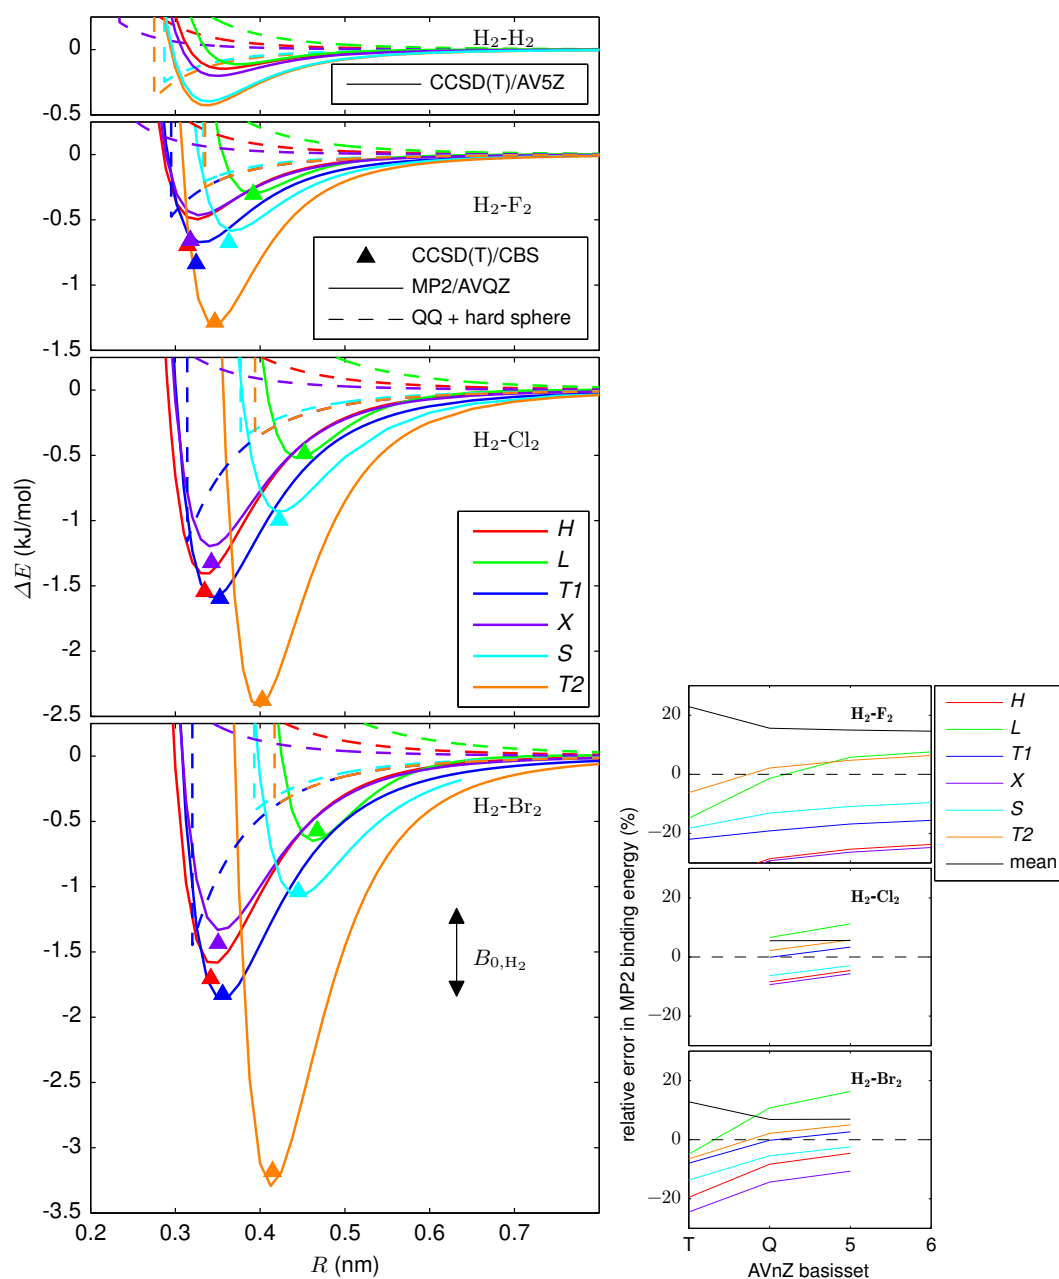 H₂-H₂
CCSD(T)/AV5Z
0
-0.5
H₂-F₂
CCSD(T)/CBS
MP2/AVQZ
QQ + hard sphere
0
-0.5
-1
-1.5
H₂-Cl₂
H
L
T1
X
S
T2
0
-0.5
-1
-1.5
-2
-2.5
ΔE (kJ/mol)
H₂-Br₂
B₀,H₂
0
-0.5
-1
-1.5
-2
-2.5
-3
-3.5
0.2 0.3 0.4 0.5 0.6 0.7
R (nm)
H₂-F₂
20
0
−20
H
L
T1
X
S
T2
mean
H₂-Cl₂
20
0
−20
relative error in MP2 binding energy (%)
H₂-Br₂
20
0
−20
T Q 5 6
AVnZ basisset